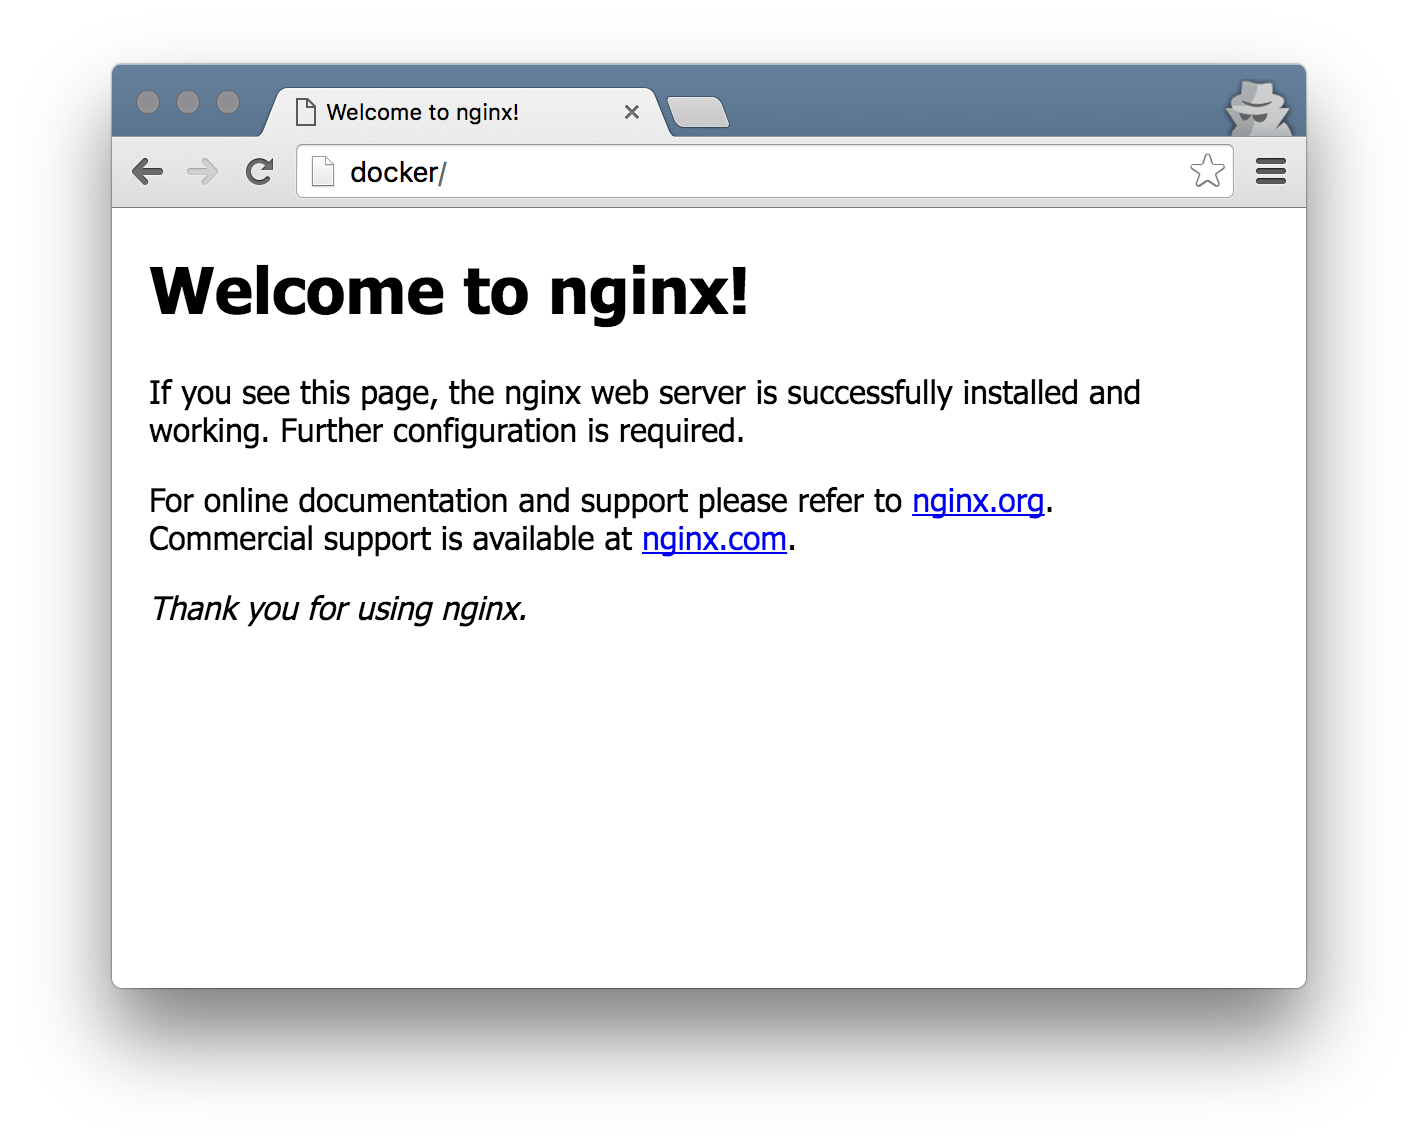 Welcome to nginx!
docker/
Welcome to nginx!
If you see this page, the nginx web server is successfully installed and
working. Further configuration is required.
For online documentation and support please refer to nginx.org.
Commercial support is available at nginx.com.
Thank you for using nginx.